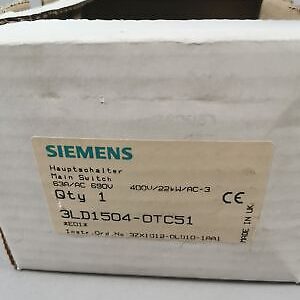 SIEMENS
Hauptschalter
Main Switch
63A/AC 690V 400V/22kW/AC-3
Qty 1
CE
3LD1504-0TC51
*E01*
Instr.Ord.No.3ZX1012-0LD10-1AA1
MADE IN UK